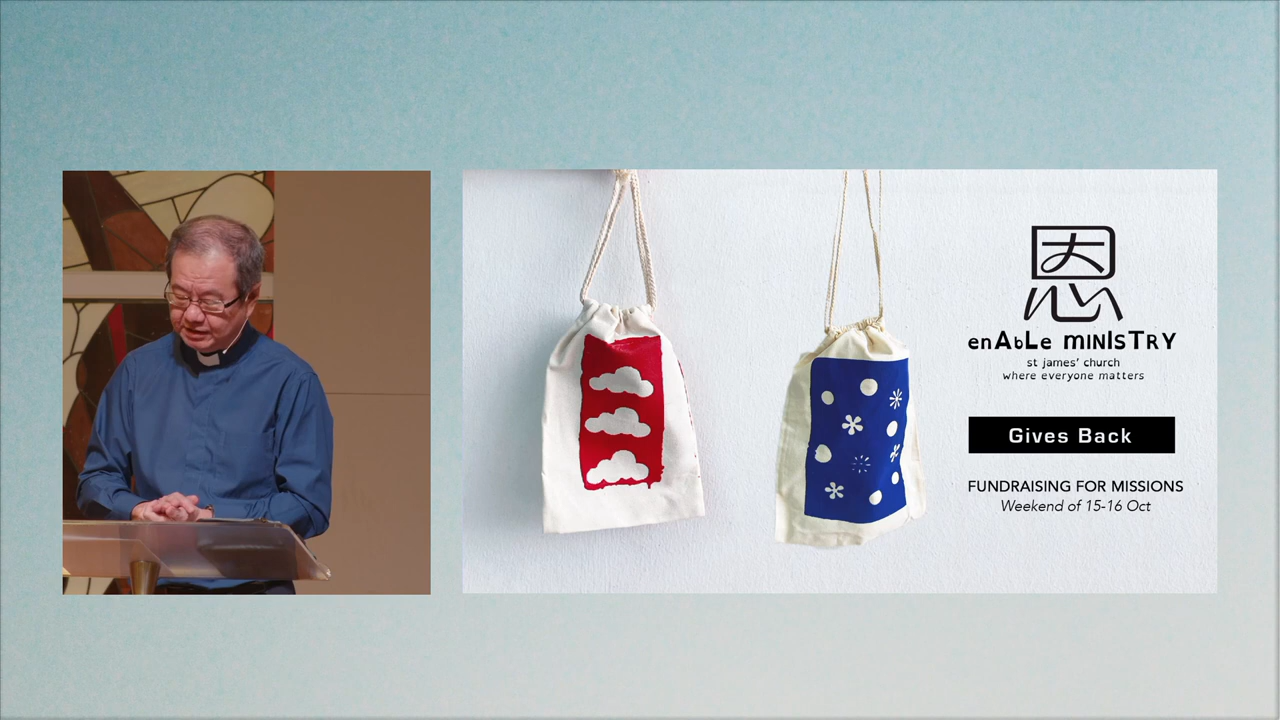 恩
enAbLe MINIsTRY
st james' church
where everyone matters
Gives Back
FUNDRAISING FOR MISSIONS
Weekend of 15-16 Oct